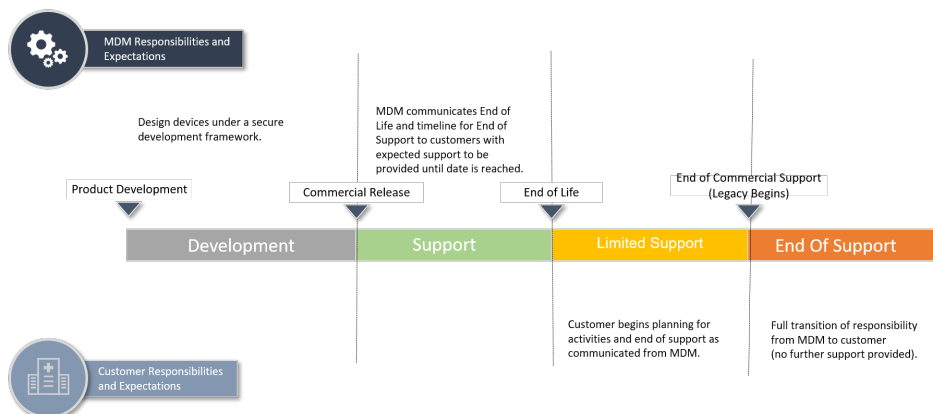 MDM Responsibilities and
Expectations
Design devices under a secure
development framework.
MDM communicates End of
Life and timeline for End of
Support to customers with
expected support to be
provided until date is reached.
Product Development
Commercial Release
End of Life
End of Commercial Support
(Legacy Begins)
Development
Support
Limited Support
End Of Support
Customer begins planning for
activities and end of support as
communicated from MDM.
Full transition of responsibility
from MDM to customer
(no further support provided).
Customer Responsibilities
and Expectations